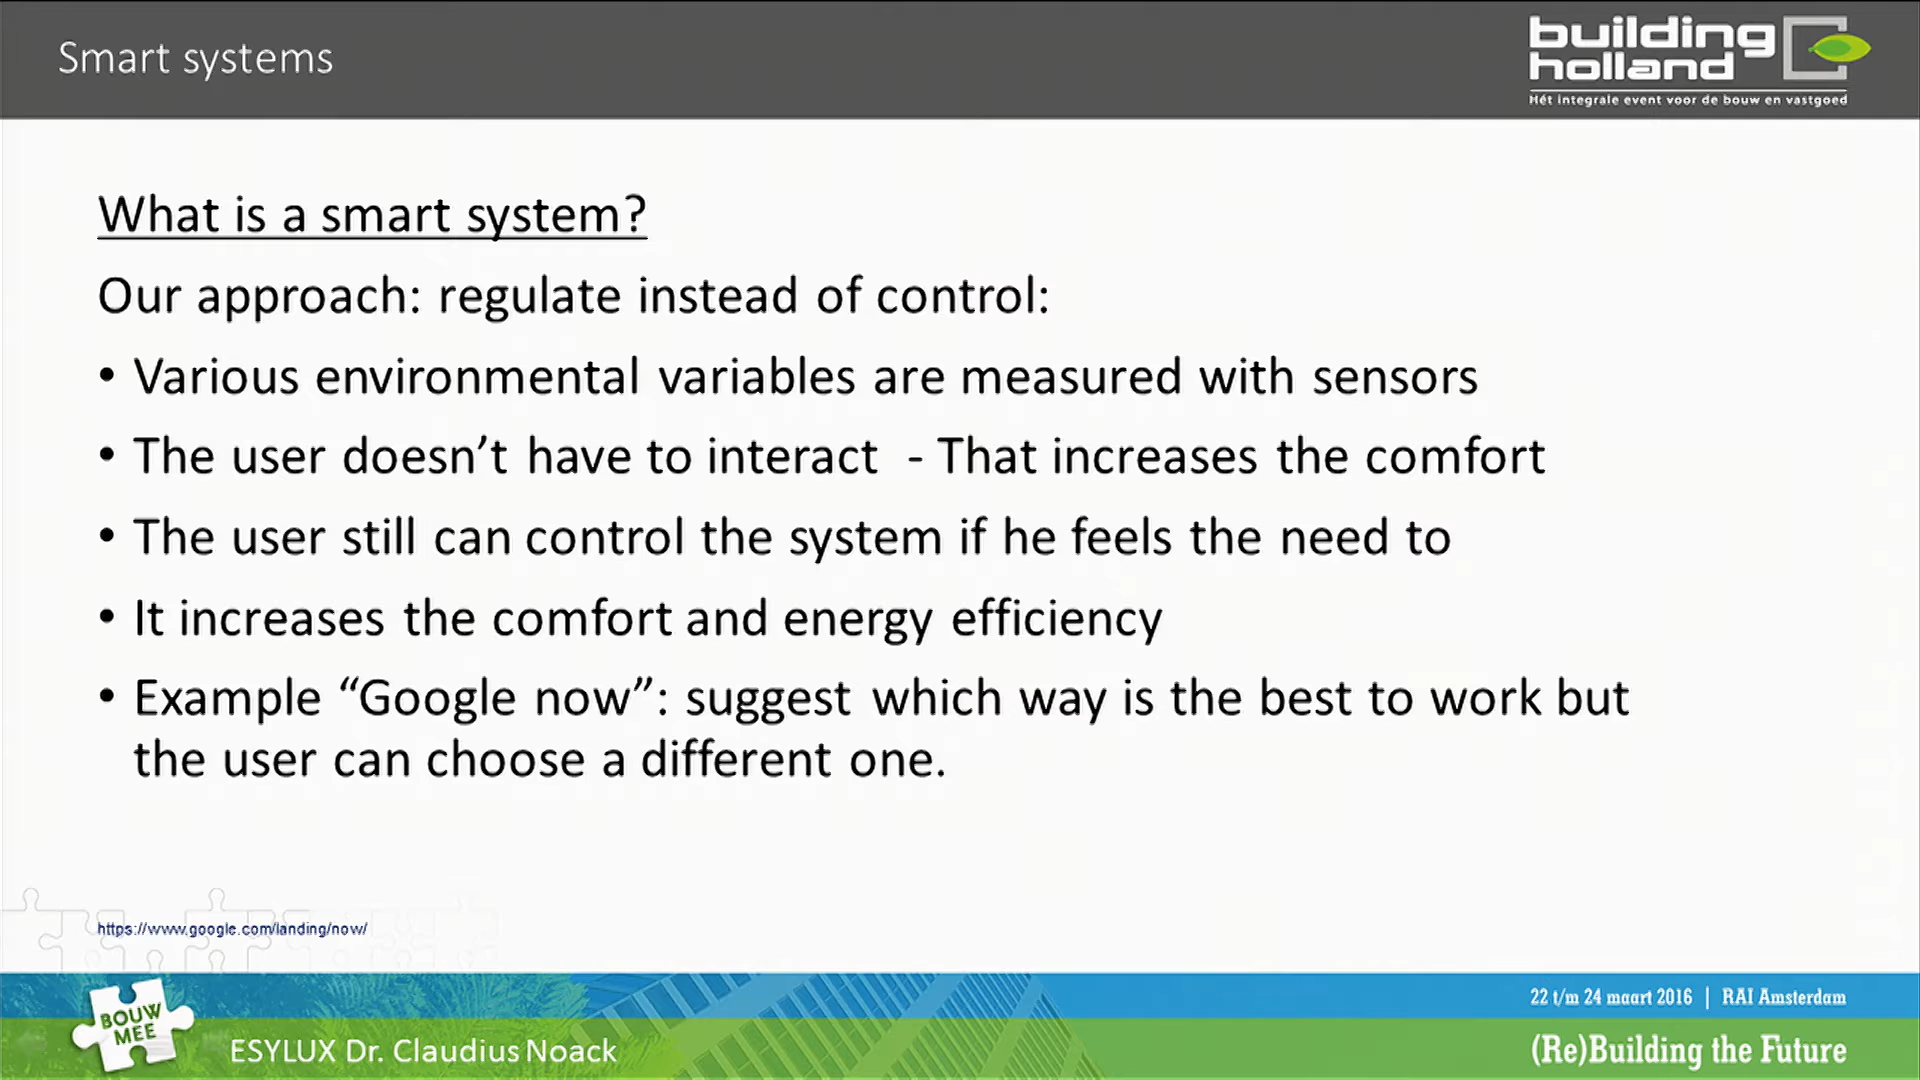 Smart systems
building
holland
Hét integrale event voor de bouw en vastgoed
What is a smart system?
Our approach: regulate instead of control:
• Various environmental variables are measured with sensors
• The user doesn’t have to interact  - That increases the comfort
• The user still can control the system if he feels the need to
• It increases the comfort and energy efficiency
• Example “Google now”: suggest which way is the best to work but
the user can choose a different one.
https://www.google.com/landing/now/
BOUW
MEE
ESYLUX Dr. Claudius Noack
22 t/m 24 maart 2016 | RAI Amsterdam
(Re)Building the Future